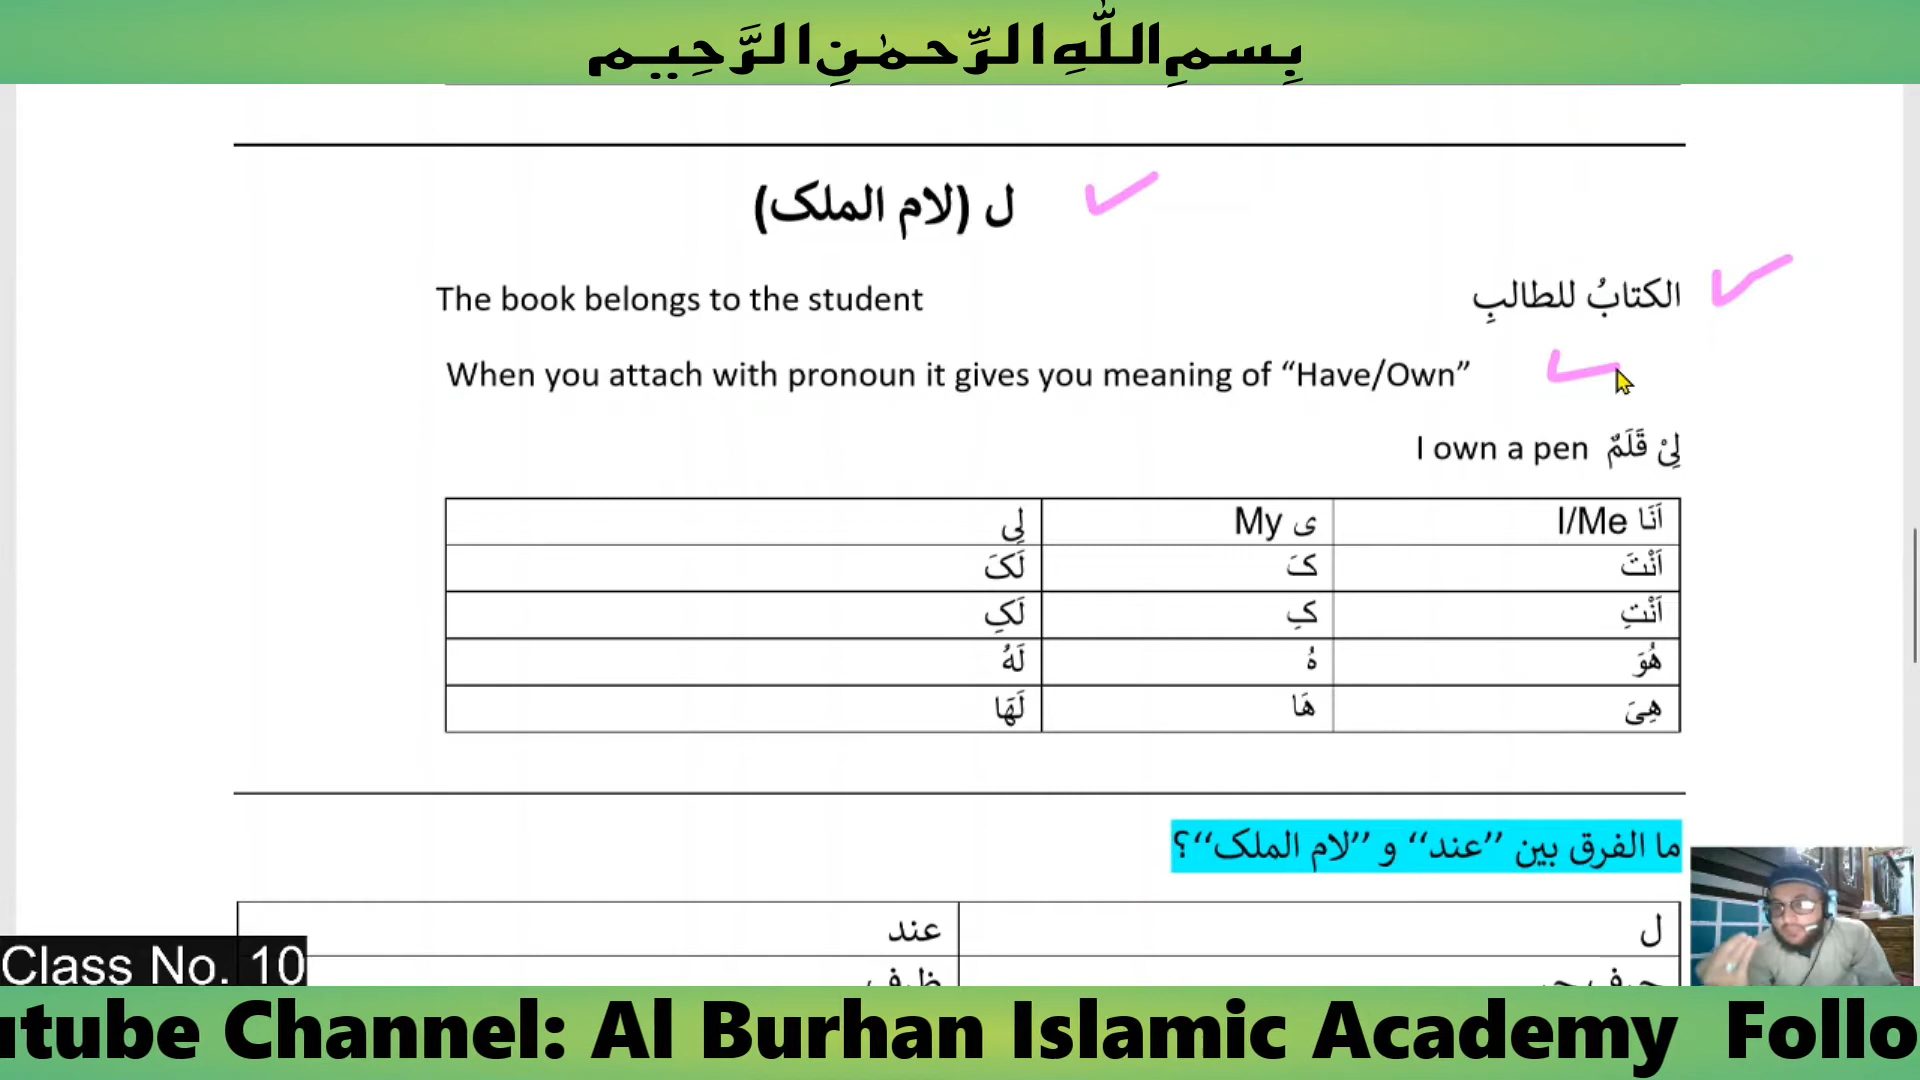 بِسمِ اللّٰهِ الرَّحمٰنِ الرَّحِيم
ل (لام الملک)
الکتابُ للطالبِ The book belongs to the student
When you attach with pronoun it gives you meaning of “Have/Own”
لِیْ قَلَمٌ I own a pen
اَنَا I/Me ی My لِی
اَنْتَ کَ لَکَ
اَنْتِ کِ لَکِ
هُوَ هُ لَهُ
هِیَ هَا لَهَا
ما الفرق بین ”عند“ و ”لام الملک“؟
ل عند
ظرف
Class No. 10
utube Channel: Al Burhan Islamic Academy Follo